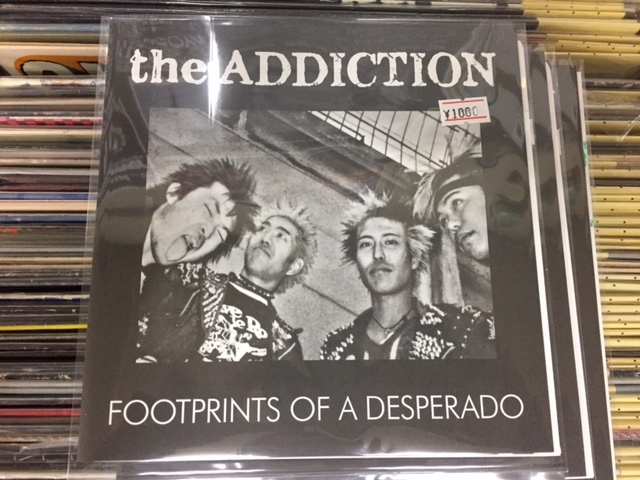 the ADDICTION
¥1000
FOOTPRINTS OF A DESPERADO